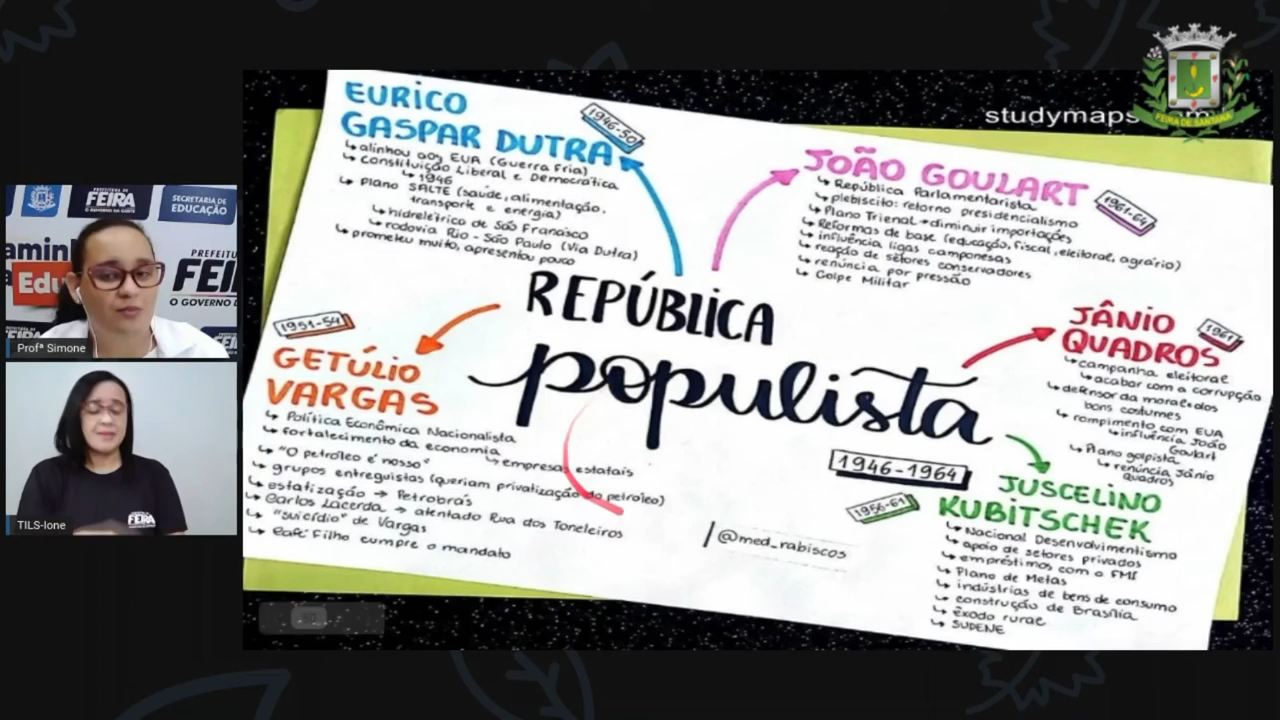 EURICO
GASPAR DUTRA
1946-50
↳ alinhou aos EUA (Guerra Fria)
↳ constituição Liberal e Democrática
↳ 1946
↳ Plano SALTE (saúde, alimentação,
transporte e energia)
↳ hidrelétrica de São Francisco
↳ rodovia Rio - São Paulo (Via Dutra)
↳ prometeu muito, apresentou pouco
studymaps
FEIRA DE SANTANA
JOÃO GOULART
1961-64
↳ República Parlamentarista
↳ plebiscito: retorno presidencialismo
↳ Plano Trienal → diminuir importações
↳ Reformas de base (educação, fiscal, eleitoral, agrário)
↳ influência ligas camponesas
↳ reação de setores conservadores
↳ renúncia por pressão
↳ Golpe Militar
REPÚBLICA
populista
1946-1964
1951-54
GETÚLIO
VARGAS
↳ Política Econômica Nacionalista
↳ fortalecimento da economia
↳ empresas estatais
↳ "O petróleo é nosso"
↳ grupos entreguistas (queriam privatização do petróleo)
↳ estatização → Petrobrás
↳ Carlos Lacerda → atentado Rua dos Toneleiros
↳ "suicídio" de Vargas
↳ Café Filho cumpre o mandato
JÂNIO
QUADROS
1961
↳ campanha eleitoral
↳ acabar com a corrupção
↳ defensor da moral e dos
bons costumes
↳ rompimento com EUA
↳ influência João
Goulart
↳ Plano golpista
↳ renúncia Jânio
Quadros
1956-61
JUSCELINO
KUBITSCHEK
↳ Nacional Desenvolvimentismo
↳ apoio de setores privados
↳ empréstimos com o FMI
↳ Plano de Metas
↳ indústrias de bens de consumo
↳ construção de Brasília
↳ êxodo rural
↳ SUDENE
@med_rabiscos
PREFEITURA DE
FEIRA
O GOVERNO DA GENTE
SECRETARIA DE
EDUCAÇÃO
amin
Edu
PREFEIT
FEI
O GOVERNO D
FEIRA
Profª Simone
FEIRA
TILS-Ione